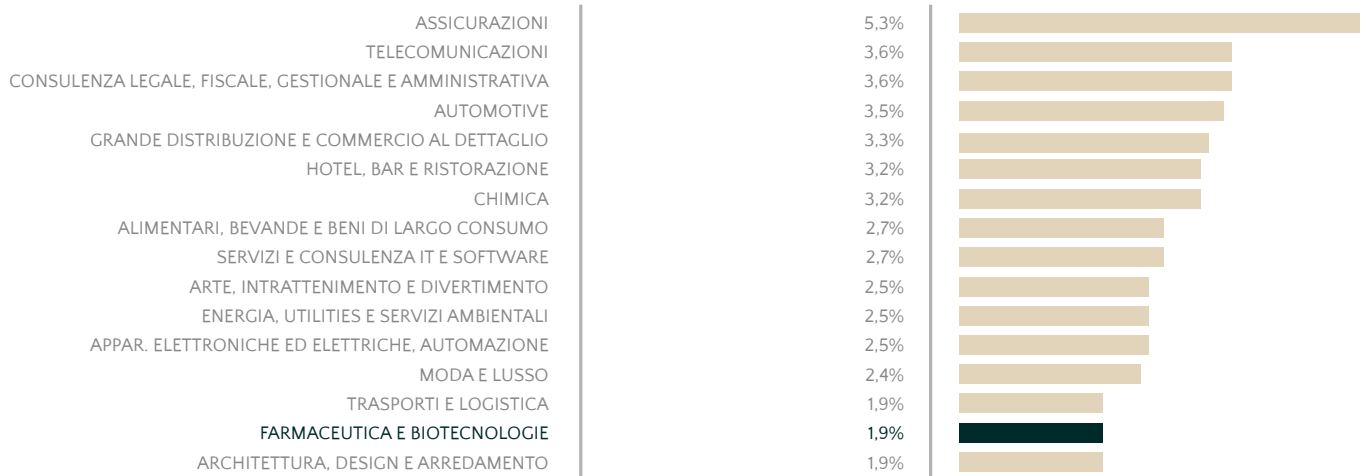 ASSICURAZIONI 5,3%
TELECOMUNICAZIONI 3,6%
CONSULENZA LEGALE, FISCALE, GESTIONALE E AMMINISTRATIVA 3,6%
AUTOMOTIVE 3,5%
GRANDE DISTRIBUZIONE E COMMERCIO AL DETTAGLIO 3,3%
HOTEL, BAR E RISTORAZIONE 3,2%
CHIMICA 3,2%
ALIMENTARI, BEVANDE E BENI DI LARGO CONSUMO 2,7%
SERVIZI E CONSULENZA IT E SOFTWARE 2,7%
ARTE, INTRATTENIMENTO E DIVERTIMENTO 2,5%
ENERGIA, UTILITIES E SERVIZI AMBIENTALI 2,5%
APPAR. ELETTRONICHE ED ELETTRICHE, AUTOMAZIONE 2,5%
MODA E LUSSO 2,4%
TRASPORTI E LOGISTICA 1,9%
FARMACEUTICA E BIOTECNOLOGIE 1,9%
ARCHITETTURA, DESIGN E ARREDAMENTO 1,9%